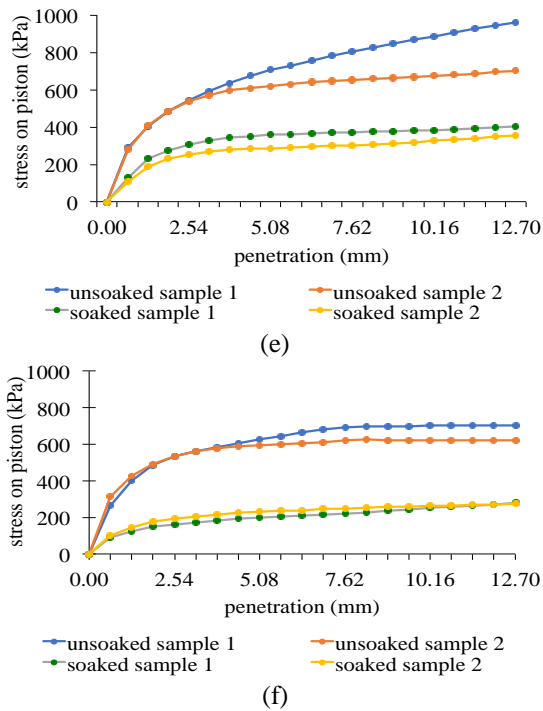 1000
800
600
400
200
0
stress on piston (kPa)
0.00 2.54 5.08 7.62 10.16 12.70
penetration (mm)
unsoaked sample 1 unsoaked sample 2
soaked sample 1 soaked sample 2
(e)
1000
800
600
400
200
0
stress on piston (kPa)
0.00 2.54 5.08 7.62 10.16 12.70
penetration (mm)
unsoaked sample 1 unsoaked sample 2
soaked sample 1 soaked sample 2
(f)